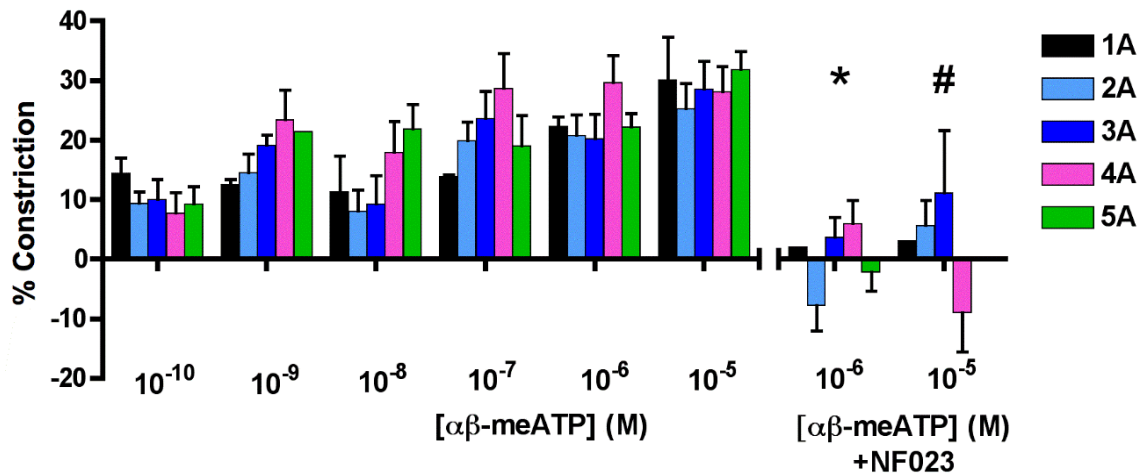 % Constriction
40
30
20
10
0
-10
-20
*
#
1A
2A
3A
4A
5A
10⁻¹⁰ 10⁻⁹ 10⁻⁸ 10⁻⁷ 10⁻⁶ 10⁻⁵ 10⁻⁶ 10⁻⁵
[αβ-meATP] (M) [αβ-meATP] (M)
+NF023